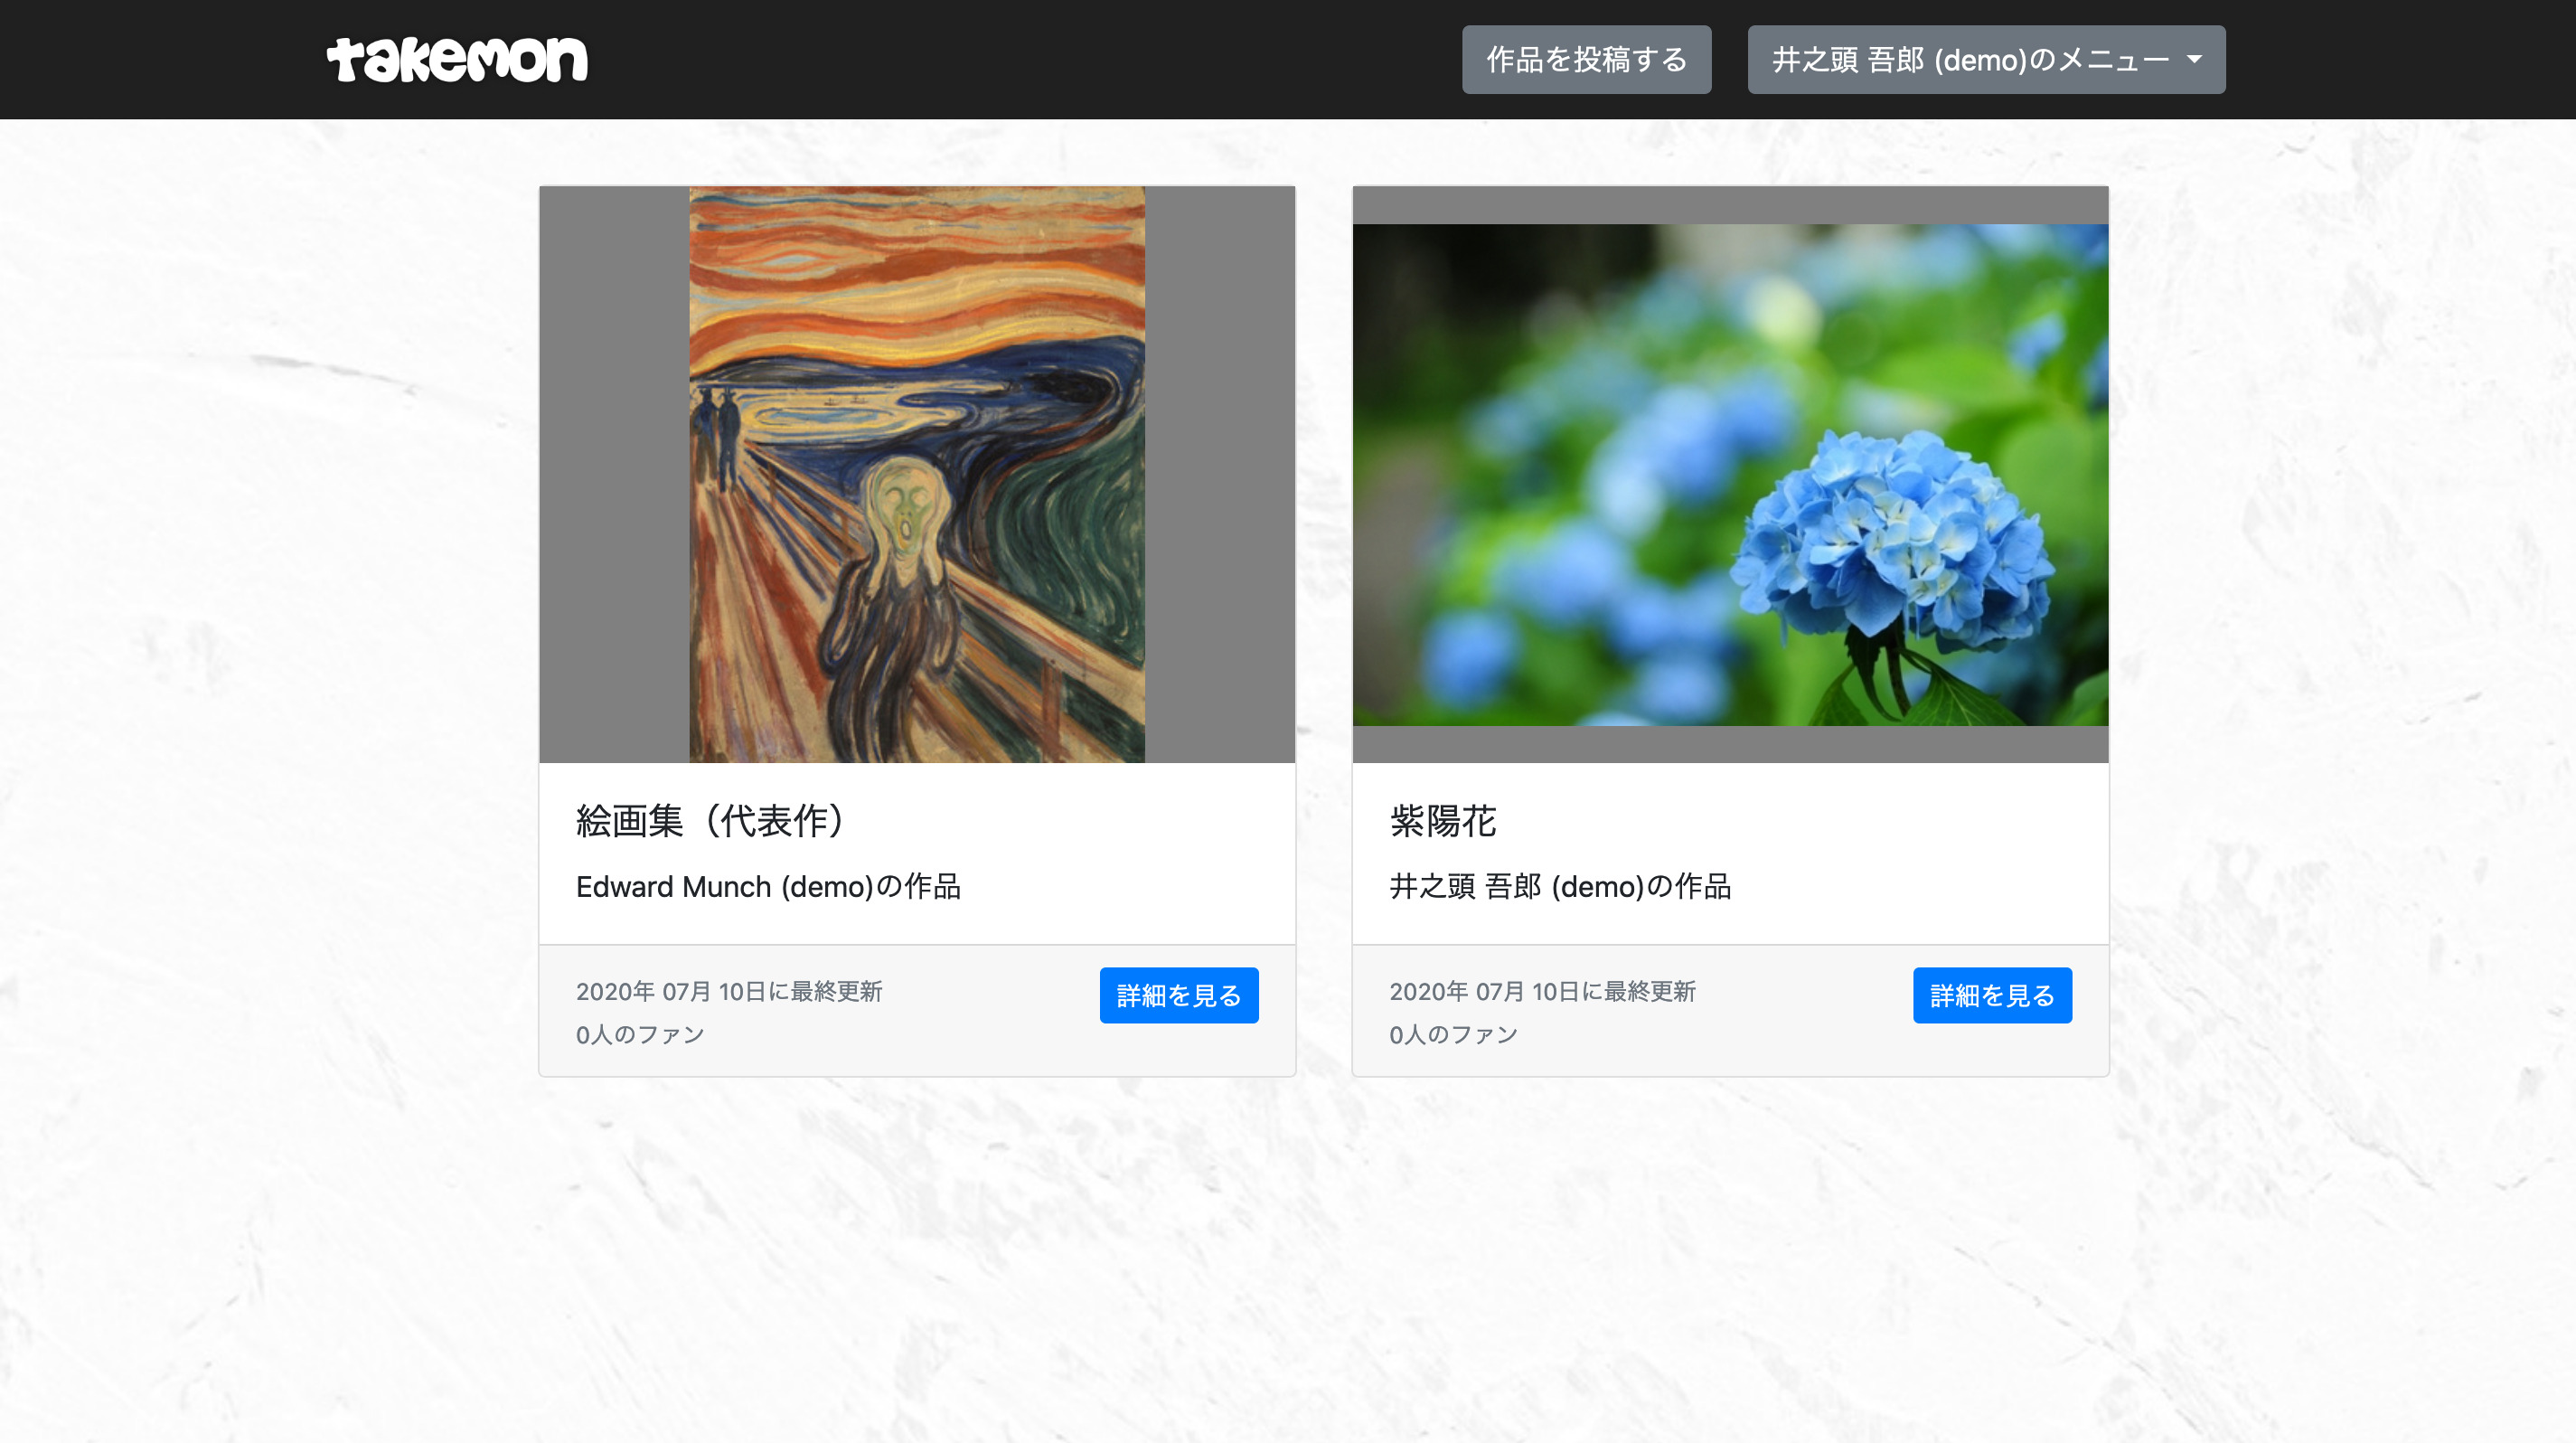 takemon
作品を投稿する
井之頭 吾郎 (demo)のメニュー
絵画集（代表作）
Edward Munch (demo)の作品
2020年 07月 10日に最終更新
0人のファン
詳細を見る
紫陽花
井之頭 吾郎 (demo)の作品
2020年 07月 10日に最終更新
0人のファン
詳細を見る